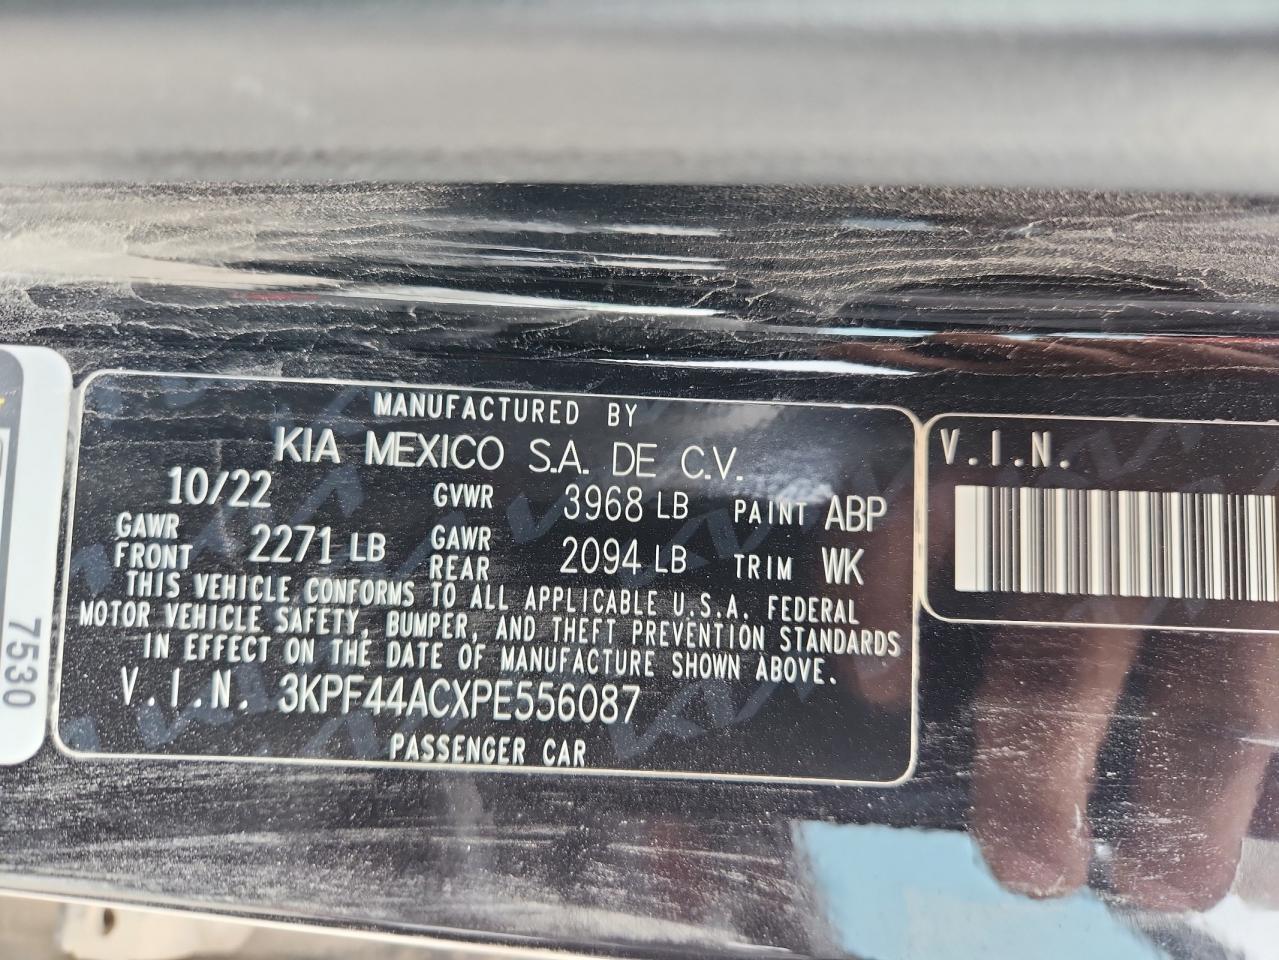 MANUFACTURED BY
KIA MEXICO S.A. DE C.V.
10/22 GVWR 3968 LB PAINT ABP
GAWR FRONT 2271 LB GAWR REAR 2094 LB TRIM WK
THIS VEHICLE CONFORMS TO ALL APPLICABLE U.S.A. FEDERAL
MOTOR VEHICLE SAFETY, BUMPER, AND THEFT PREVENTION STANDARDS
IN EFFECT ON THE DATE OF MANUFACTURE SHOWN ABOVE.
V.I.N. 3KPF44ACXPE556087
PASSENGER CAR
V.I.N.
7530